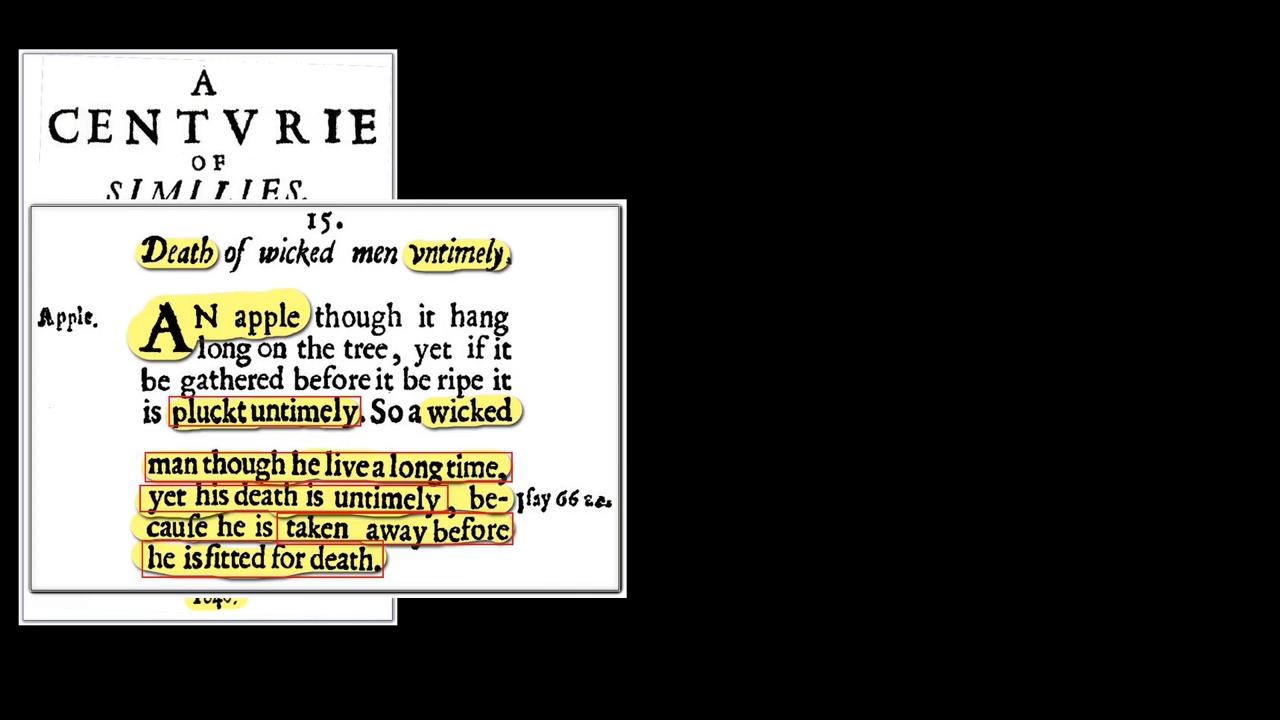 A
CENTVRIE
OF
SIMILIES.
15.
Death of wicked men vntimely,
Apple.
AN apple though it hang
long on the tree, yet if it
be gathered before it be ripe it
is pluckt untimely. So a wicked
man though he live a long time,
yet his death is untimely, be-
Isay 66
cauſe he is taken away before
he is fitted for death.
1640.